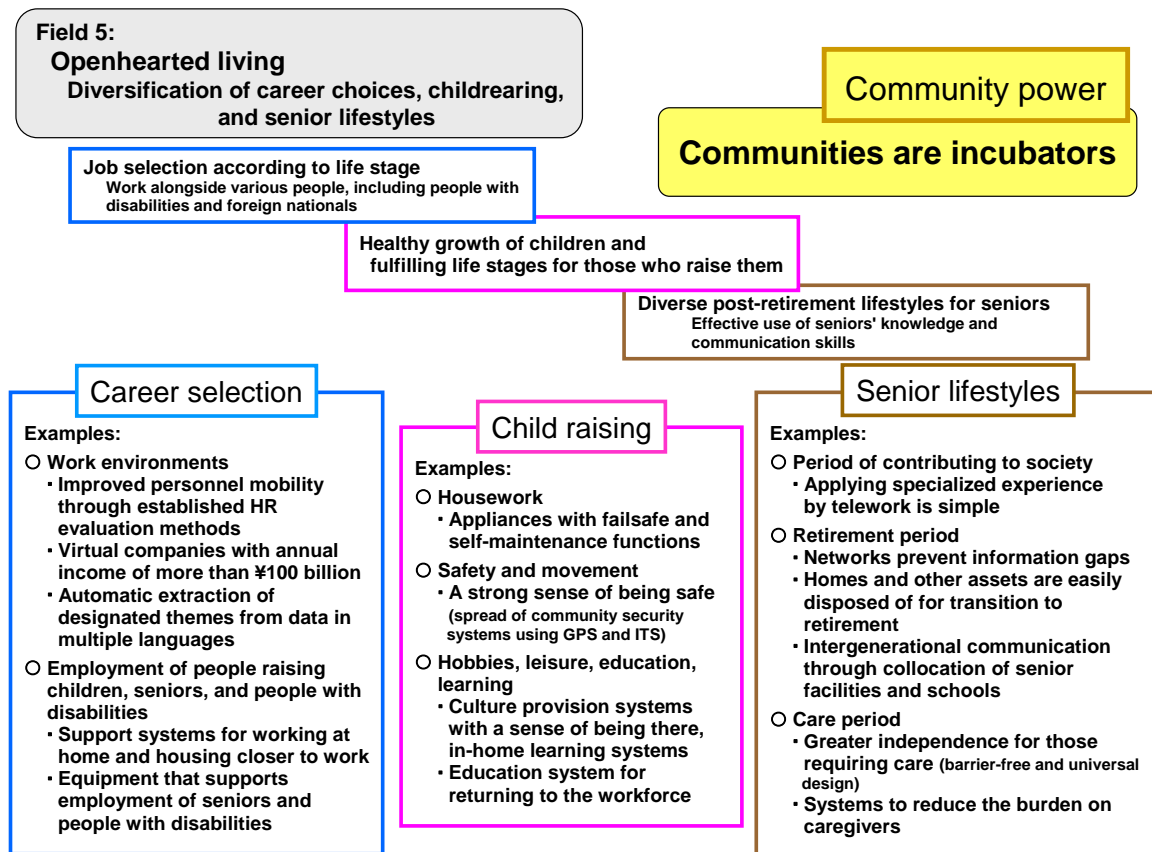 Field 5:
Openhearted living
Diversification of career choices, childrearing,
and senior lifestyles
Community power
Communities are incubators
Job selection according to life stage
Work alongside various people, including people with
disabilities and foreign nationals
Healthy growth of children and
fulfilling life stages for those who raise them
Diverse post-retirement lifestyles for seniors
Effective use of seniors' knowledge and
communication skills
Career selection
Examples:
○ Work environments
・Improved personnel mobility
through established HR
evaluation methods
・Virtual companies with annual
income of more than ¥100 billion
・Automatic extraction of
designated themes from data in
multiple languages
○ Employment of people raising
children, seniors, and people with
disabilities
・Support systems for working at
home and housing closer to work
・Equipment that supports
employment of seniors and
people with disabilities
Child raising
Examples:
○ Housework
・Appliances with failsafe and
self-maintenance functions
○ Safety and movement
・A strong sense of being safe
(spread of community security
systems using GPS and ITS)
○ Hobbies, leisure, education,
learning
・Culture provision systems
with a sense of being there,
in-home learning systems
・Education system for
returning to the workforce
Senior lifestyles
Examples:
○ Period of contributing to society
・Applying specialized experience
by telework is simple
○ Retirement period
・Networks prevent information gaps
・Homes and other assets are easily
disposed of for transition to
retirement
・Intergenerational communication
through collocation of senior
facilities and schools
○ Care period
・Greater independence for those
requiring care (barrier-free and universal
design)
・Systems to reduce the burden on
caregivers